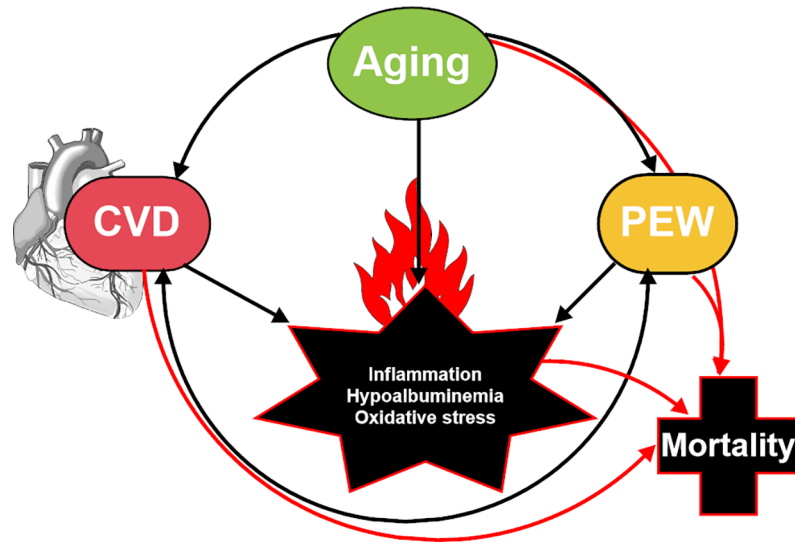 Aging
CVD
PEW
Inflammation
Hypoalbuminemia
Oxidative stress
Mortality